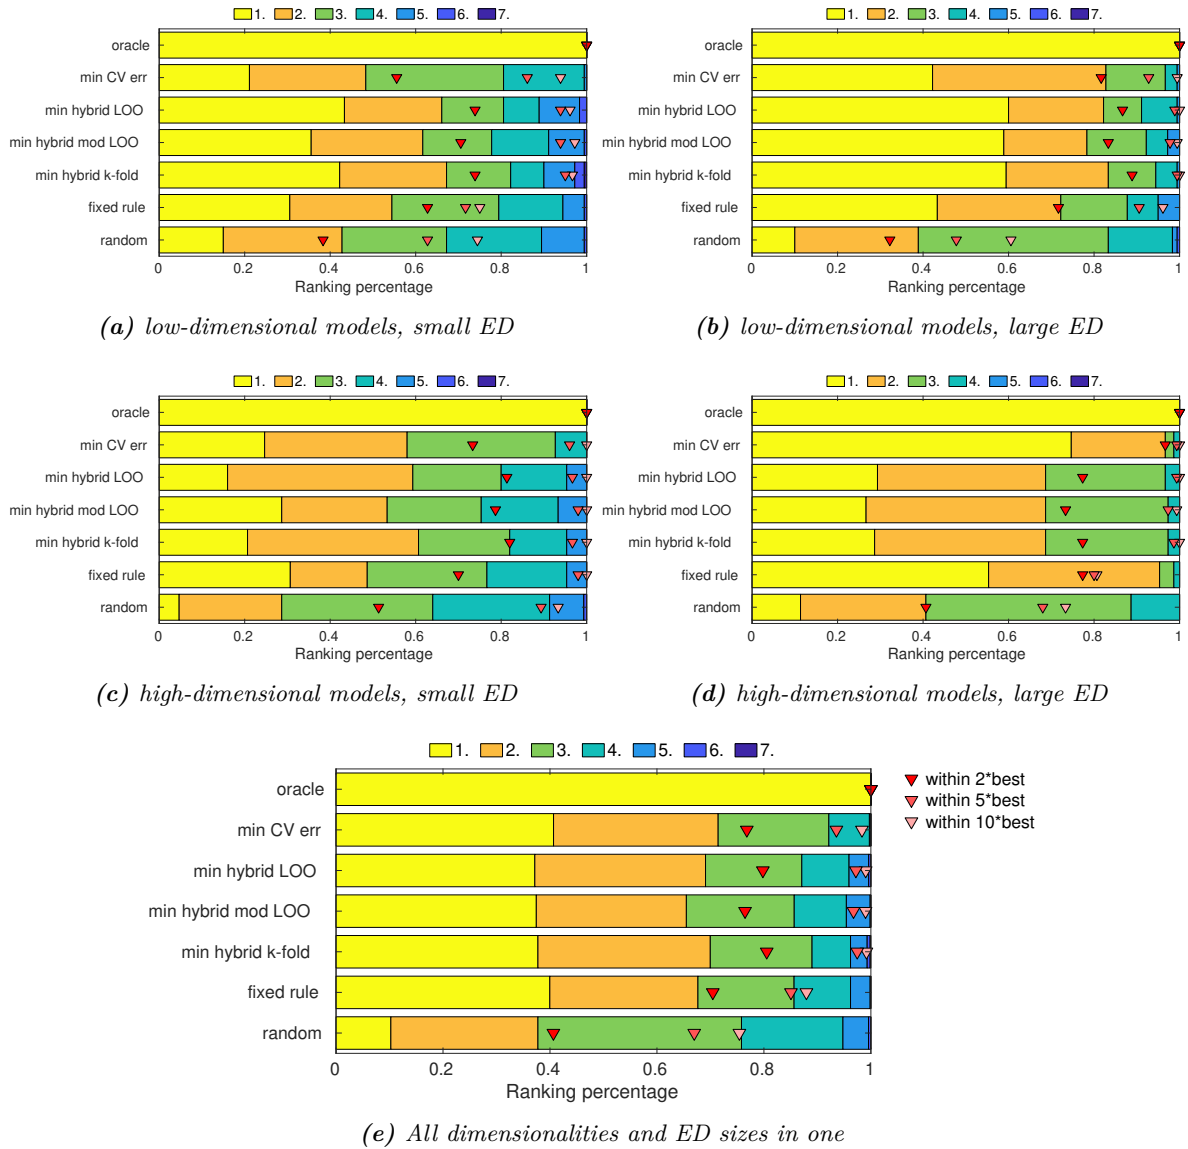 1. 2. 3. 4. 5. 6. 7.
oracle
min CV err
min hybrid LOO
min hybrid mod LOO
min hybrid k-fold
fixed rule
random
0 0.2 0.4 0.6 0.8 1
Ranking percentage
(a) low-dimensional models, small ED
1. 2. 3. 4. 5. 6. 7.
oracle
min CV err
min hybrid LOO
min hybrid mod LOO
min hybrid k-fold
fixed rule
random
0 0.2 0.4 0.6 0.8 1
Ranking percentage
(b) low-dimensional models, large ED
1. 2. 3. 4. 5. 6. 7.
oracle
min CV err
min hybrid LOO
min hybrid mod LOO
min hybrid k-fold
fixed rule
random
0 0.2 0.4 0.6 0.8 1
Ranking percentage
(c) high-dimensional models, small ED
1. 2. 3. 4. 5. 6. 7.
oracle
min CV err
min hybrid LOO
min hybrid mod LOO
min hybrid k-fold
fixed rule
random
0 0.2 0.4 0.6 0.8 1
Ranking percentage
(d) high-dimensional models, large ED
1. 2. 3. 4. 5. 6. 7.
oracle
min CV err
min hybrid LOO
min hybrid mod LOO
min hybrid k-fold
fixed rule
random
0 0.2 0.4 0.6 0.8 1
Ranking percentage
within 2*best
within 5*best
within 10*best
(e) All dimensionalities and ED sizes in one